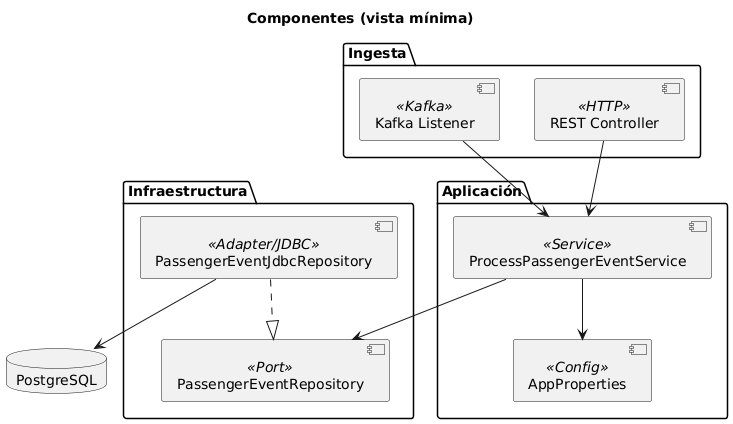 Componentes (vista mínima)
Ingesta
«Kafka»
Kafka Listener
«HTTP»
REST Controller
Infraestructura
Aplicación
«Adapter/JDBC»
PassengerEventJdbcRepository
«Service»
ProcessPassengerEventService
PostgreSQL
«Port»
PassengerEventRepository
«Config»
AppProperties